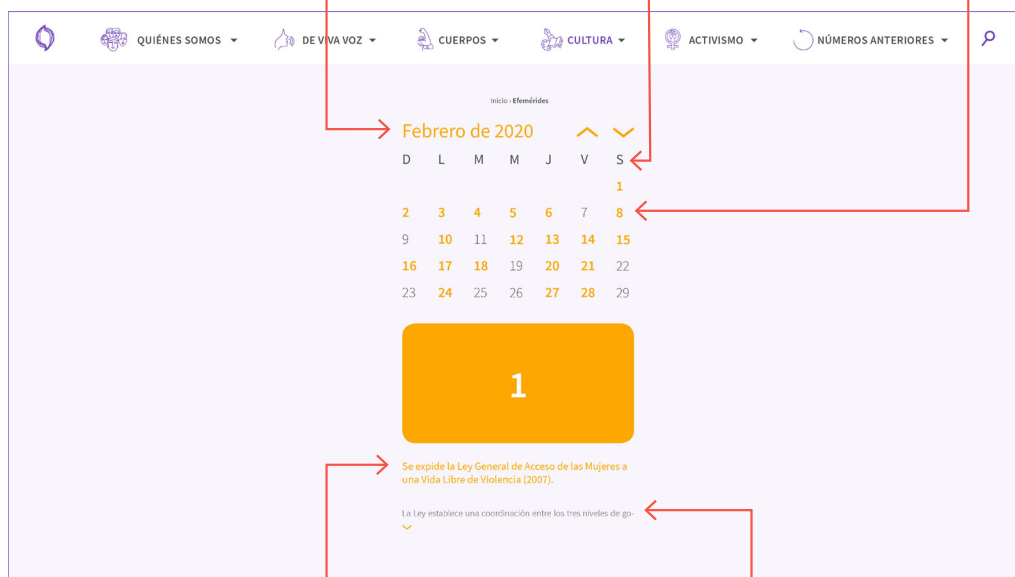 QUIÉNES SOMOS DE VIVA VOZ CUERPOS CULTURA ACTIVISMO NÚMEROS ANTERIORES
Inicio › Efemérides
Febrero de 2020
D L M M J V S
1
2 3 4 5 6 7 8
9 10 11 12 13 14 15
16 17 18 19 20 21 22
23 24 25 26 27 28 29
1
Se expide la Ley General de Acceso de las Mujeres a
una Vida Libre de Violencia (2007).
La Ley establece una coordinación entre los tres niveles de go-